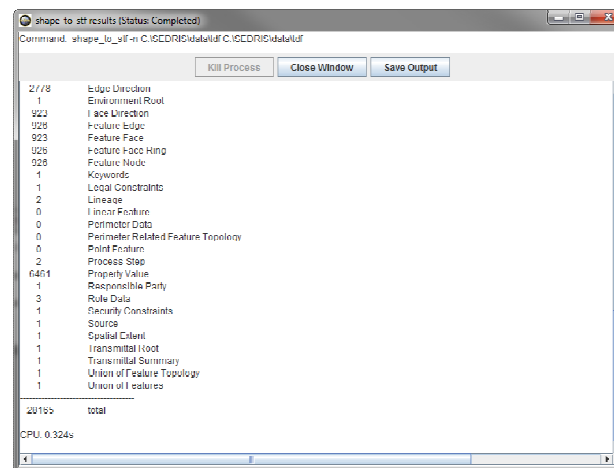 shape_to_stf results (Status: Completed)
Command: shape_to_stf -n C:\SEDRIS\data\tdf C:\SEDRIS\data\tdf
Kill Process Close Window Save Output
2778 Edge Direction
1 Environment Root
923 Face Direction
926 Feature Edge
923 Feature Face
926 Feature Face Ring
926 Feature Node
1 Keywords
1 Legal Constraints
2 Lineage
0 Linear Feature
0 Perimeter Data
0 Perimeter Related Feature Topology
0 Point Feature
2 Process Step
6461 Property Value
1 Responsible Party
3 Role Data
1 Security Constraints
1 Source
1 Spatial Extent
1 Transmittal Root
1 Transmittal Summary
1 Union of Feature Topology
1 Union of Features
--------------------------------------
total
CPU: 0.324s